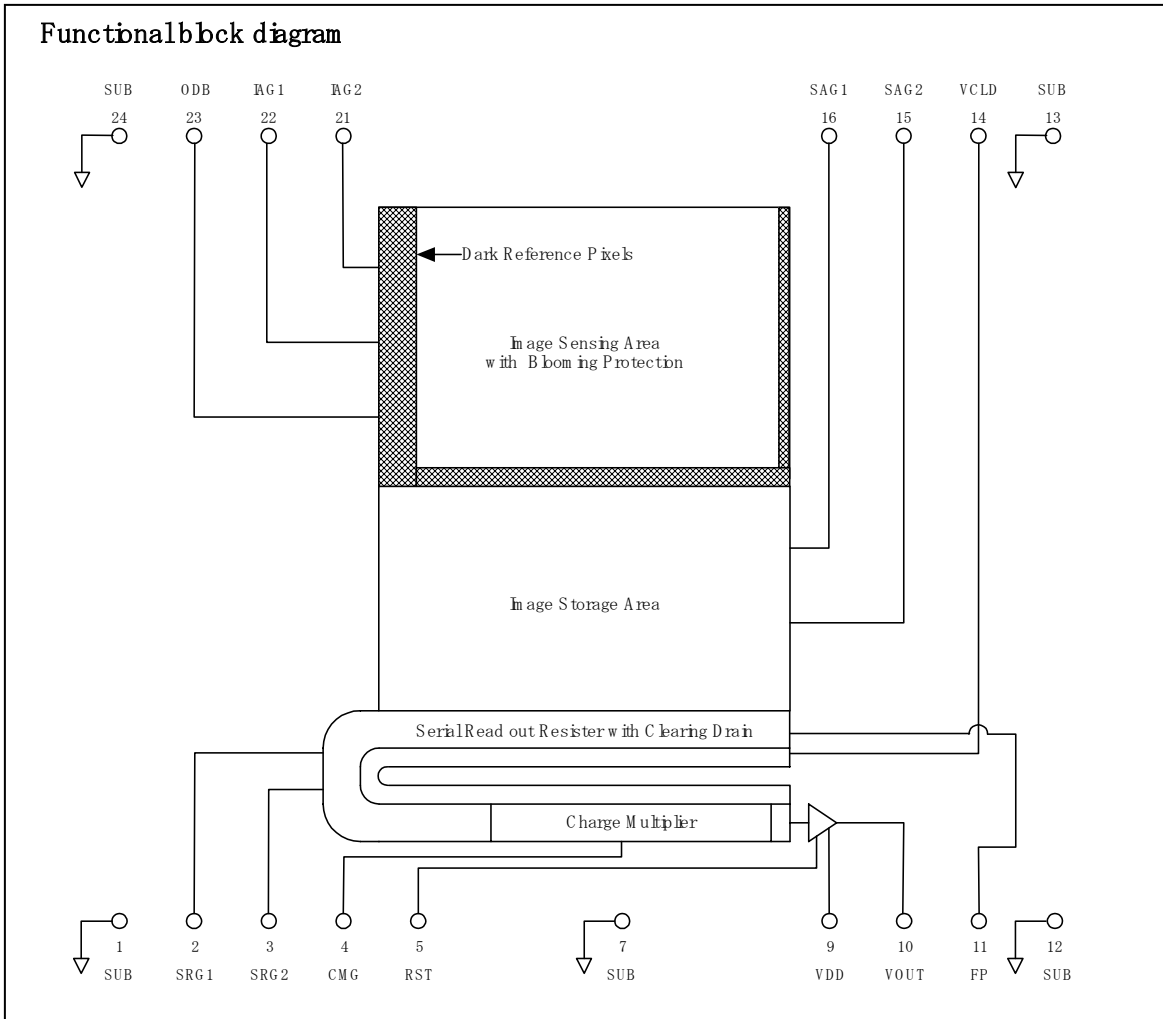 Functional block diagram
SUB ODB IAG1 IAG2 SAG1 SAG2 VCLD SUB
24 23 22 21 16 15 14 13
Dark Reference Pixels
Image Sensing Area
with Blooming Protection
Image Storage Area
Serial Read out Resister with Clearing Drain
Charge Multiplier
1 2 3 4 5 7 9 10 11 12
SUB SRG1 SRG2 CMG RST SUB VDD VOUT FP SUB